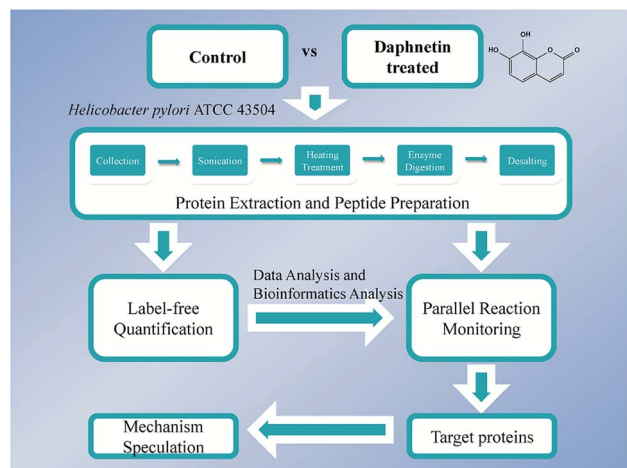 Control
vs
Daphnetin
treated
OH
HO
O
O
Helicobacter pylori ATCC 43504
Collection
Sonication
Heating
Treatment
Enzyme
Digestion
Desalting
Protein Extraction and Peptide Preparation
Label-free
Quantification
Data Analysis and
Bioinformatics Analysis
Parallel Reaction
Monitoring
Mechanism
Speculation
Target proteins